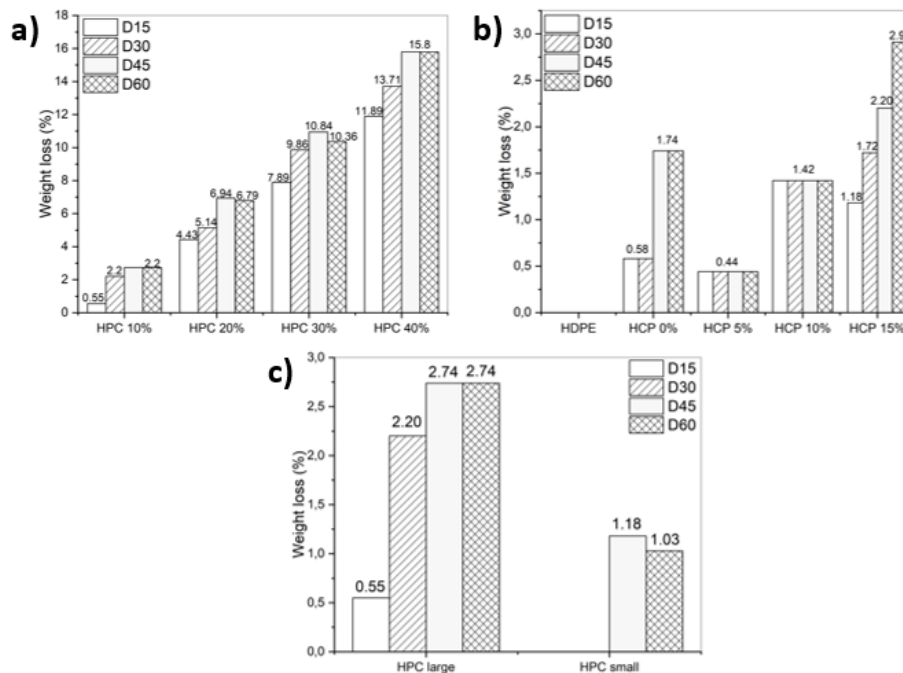 a)
Weight loss (%)
18
16
14
12
10
8
6
4
2
0
D15
D30
D45
D60
0.55
2.2
2.2
4.43
5.14
6.94
6.79
7.89
9.86
10.84
10.36
11.89
13.71
15.8
HPC 10%
HPC 20%
HPC 30%
HPC 40%
b)
Weight loss (%)
3,0
2,5
2,0
1,5
1,0
0,5
0,0
D15
D30
D45
D60
0.58
1.74
0.44
1.42
1.18
1.72
2.20
2.9
HDPE
HCP 0%
HCP 5%
HCP 10%
HCP 15%
c)
Weight loss (%)
3,0
2,5
2,0
1,5
1,0
0,5
0,0
D15
D30
D45
D60
0.55
2.20
2.74
2.74
1.18
1.03
HPC large
HPC small